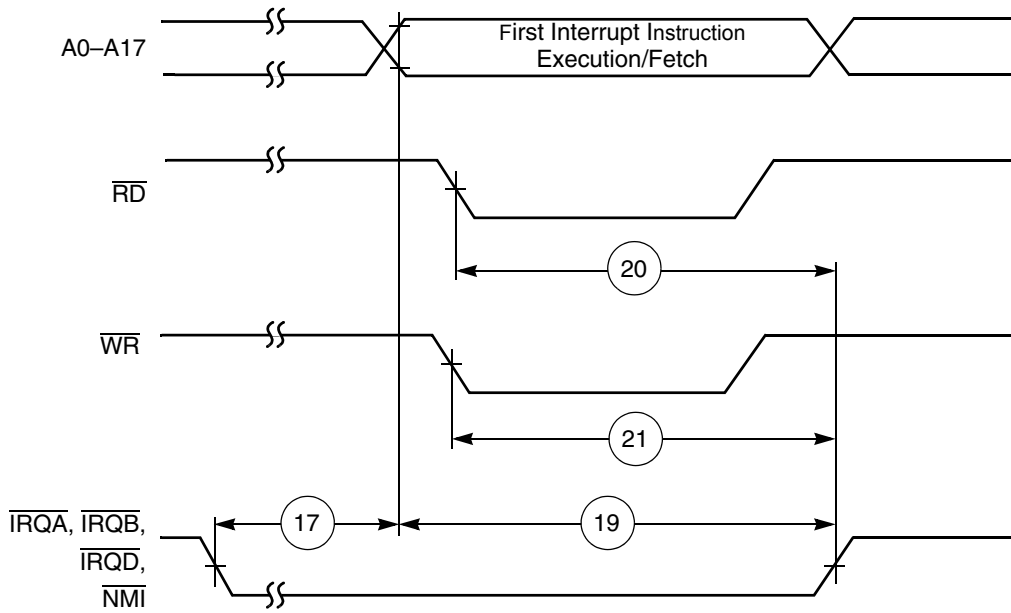 A0–A17
First Interrupt Instruction
Execution/Fetch
RD
20
WR
21
IRQA, IRQB,
IRQD,
NMI
17
19